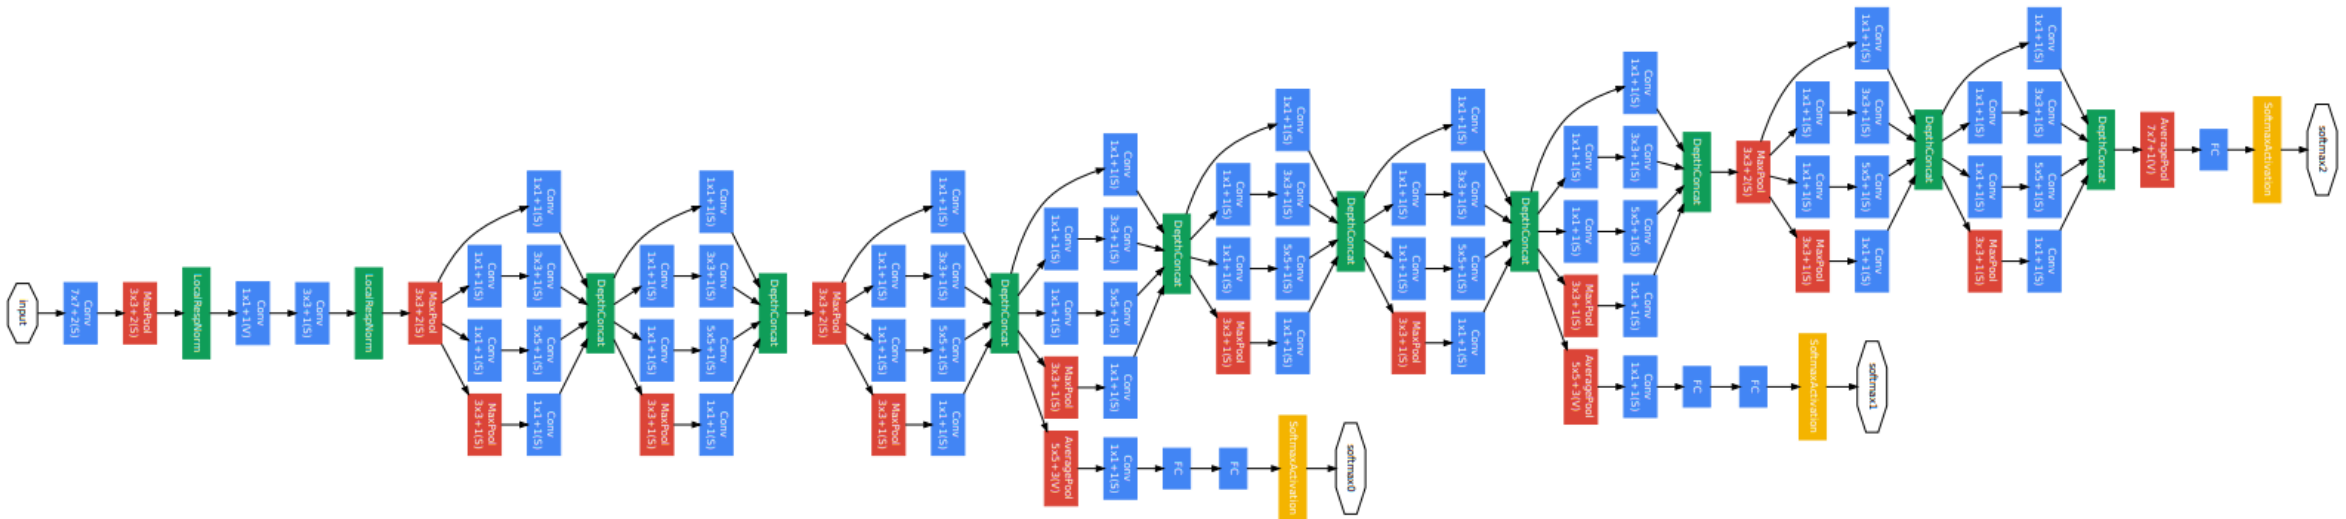 input
Conv
7x7+2(S)
MaxPool
3x3+2(S)
LocalRespNorm
Conv
1x1+1(V)
Conv
3x3+1(S)
LocalRespNorm
MaxPool
3x3+2(S)
Conv
1x1+1(S)
Conv
1x1+1(S)
MaxPool
3x3+1(S)
Conv
1x1+1(S)
Conv
3x3+1(S)
Conv
5x5+1(S)
Conv
1x1+1(S)
DepthConcat
Conv
1x1+1(S)
Conv
1x1+1(S)
MaxPool
3x3+1(S)
Conv
1x1+1(S)
Conv
3x3+1(S)
Conv
5x5+1(S)
Conv
1x1+1(S)
DepthConcat
MaxPool
3x3+2(S)
Conv
1x1+1(S)
Conv
1x1+1(S)
MaxPool
3x3+1(S)
Conv
1x1+1(S)
Conv
3x3+1(S)
Conv
5x5+1(S)
Conv
1x1+1(S)
DepthConcat
Conv
1x1+1(S)
Conv
1x1+1(S)
MaxPool
3x3+1(S)
AveragePool
5x5+3(V)
Conv
1x1+1(S)
Conv
3x3+1(S)
Conv
5x5+1(S)
Conv
1x1+1(S)
Conv
1x1+1(S)
DepthConcat
FC
Conv
1x1+1(S)
Conv
1x1+1(S)
MaxPool
3x3+1(S)
FC
Conv
1x1+1(S)
Conv
3x3+1(S)
Conv
5x5+1(S)
Conv
1x1+1(S)
SoftmaxActivation
DepthConcat
softmax0
Conv
1x1+1(S)
Conv
1x1+1(S)
MaxPool
3x3+1(S)
Conv
1x1+1(S)
Conv
3x3+1(S)
Conv
5x5+1(S)
Conv
1x1+1(S)
DepthConcat
Conv
1x1+1(S)
Conv
1x1+1(S)
MaxPool
3x3+1(S)
AveragePool
5x5+3(V)
Conv
1x1+1(S)
Conv
3x3+1(S)
Conv
5x5+1(S)
Conv
1x1+1(S)
Conv
1x1+1(S)
DepthConcat
FC
MaxPool
3x3+2(S)
FC
Conv
1x1+1(S)
Conv
1x1+1(S)
MaxPool
3x3+1(S)
SoftmaxActivation
Conv
1x1+1(S)
Conv
3x3+1(S)
Conv
5x5+1(S)
Conv
1x1+1(S)
softmax1
DepthConcat
Conv
1x1+1(S)
Conv
1x1+1(S)
MaxPool
3x3+1(S)
Conv
1x1+1(S)
Conv
3x3+1(S)
Conv
5x5+1(S)
Conv
1x1+1(S)
DepthConcat
AveragePool
7x7+1(V)
FC
SoftmaxActivation
softmax2